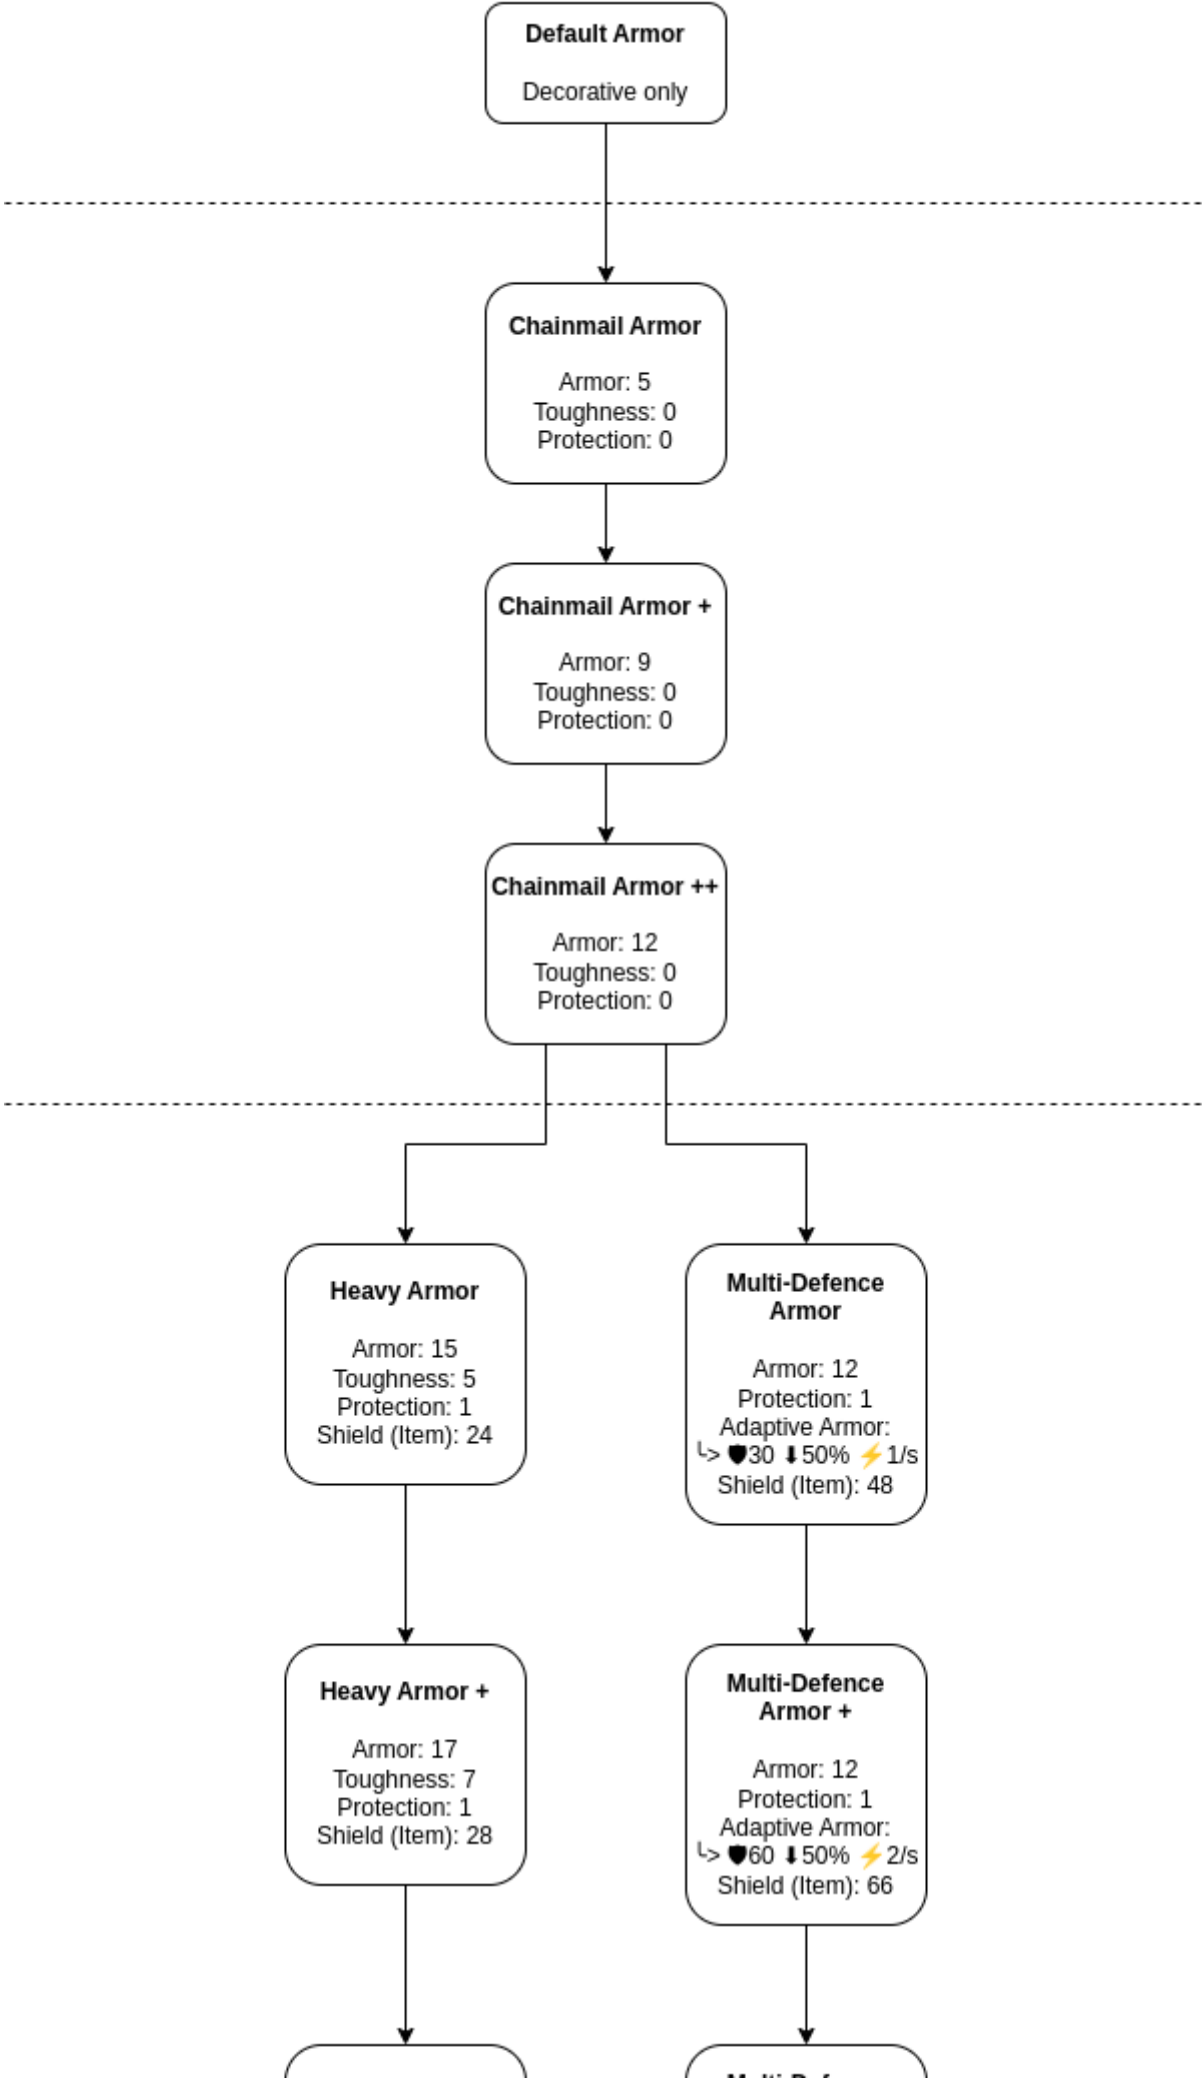 Default Armor
Decorative only
Chainmail Armor
Armor: 5
Toughness: 0
Protection: 0
Chainmail Armor +
Armor: 9
Toughness: 0
Protection: 0
Chainmail Armor ++
Armor: 12
Toughness: 0
Protection: 0
Heavy Armor
Armor: 15
Toughness: 5
Protection: 1
Shield (Item): 24
Multi-Defence
Armor
Armor: 12
Protection: 1
Adaptive Armor:
╰> 🛡30 ⬇50% ⚡1/s
Shield (Item): 48
Heavy Armor +
Armor: 17
Toughness: 7
Protection: 1
Shield (Item): 28
Multi-Defence
Armor +
Armor: 12
Protection: 1
Adaptive Armor:
╰> 🛡60 ⬇50% ⚡2/s
Shield (Item): 66